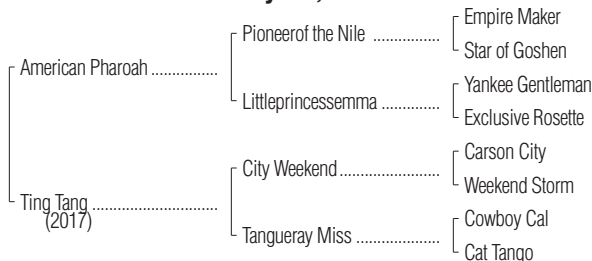 Empire Maker
Pioneerof the Nile ................
Star of Goshen
American Pharoah ...............
Yankee Gentleman
Littleprincessemma ..............
Exclusive Rosette
Carson City
City Weekend .................
Weekend Storm
Ting Tang ..........................
(2017)
Cowboy Cal
Tangueray Miss ..................
Cat Tango